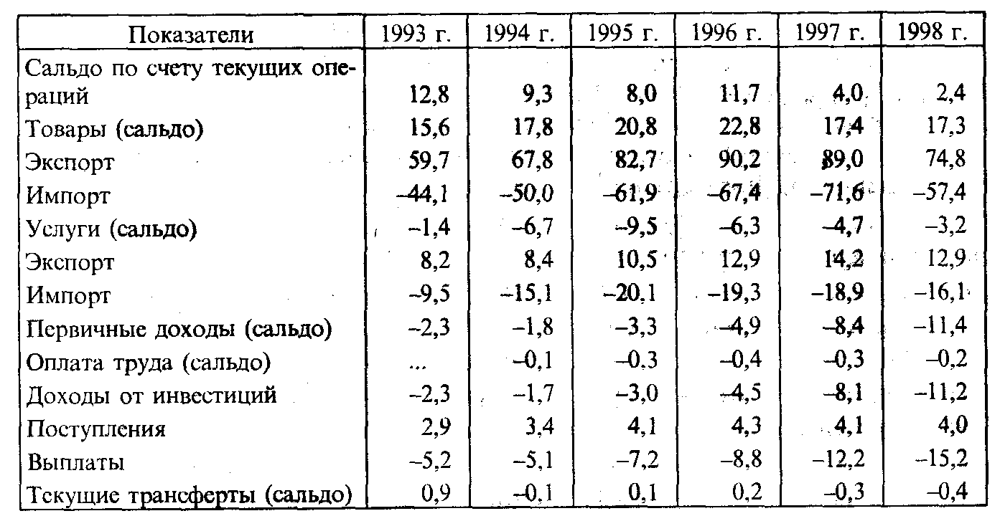 Показатели 1993 г. 1994 г. 1995 г. 1996 г. 1997 г. 1998 г.
Сальдо по счету текущих опе-
раций 12,8 9,3 8,0 11,7 4,0 2,4
Товары (сальдо) 15,6 17,8 20,8 22,8 17,4 17,3
Экспорт 59,7 67,8 82,7 90,2 89,0 74,8
Импорт –44,1 –50,0 –61,9 –67,4 –71,6 –57,4
Услуги (сальдо) –1,4 –6,7 –9,5 –6,3 –4,7 –3,2
Экспорт 8,2 8,4 10,5 12,9 14,2 12,9
Импорт –9,5 –15,1 –20,1 –19,3 –18,9 –16,1
Первичные доходы (сальдо) –2,3 –1,8 –3,3 –4,9 –8,4 –11,4
Оплата труда (сальдо) ... –0,1 –0,3 –0,4 –0,3 –0,2
Доходы от инвестиций –2,3 –1,7 –3,0 –4,5 –8,1 –11,2
Поступления 2,9 3,4 4,1 4,3 4,1 4,0
Выплаты –5,2 –5,1 –7,2 –8,8 –12,2 –15,2
Текущие трансферты (сальдо) 0,9 –0,1 0,1 0,2 –0,3 –0,4